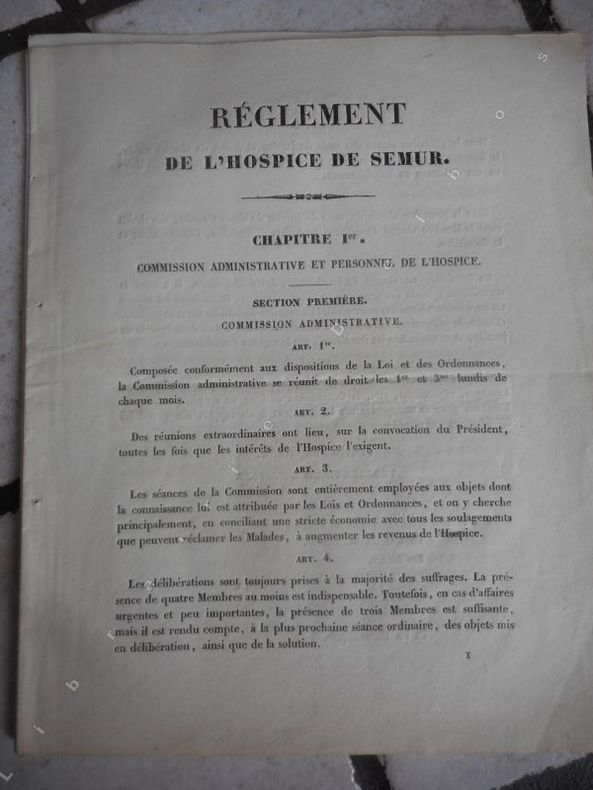 RÉGLEMENT
DE L'HOSPICE DE SEMUR.
CHAPITRE Ier.
COMMISSION ADMINISTRATIVE ET PERSONNEL DE L'HOSPICE.
SECTION PREMIÈRE.
COMMISSION ADMINISTRATIVE.
ART. 1er.
Composée conformément aux dispositions de la Loi et des Ordonnances,
la Commission administrative se réunit de droit les 1er et 3me lundis de
chaque mois.
ART. 2.
Des réunions extraordinaires ont lieu, sur la convocation du Président,
toutes les fois que les intérêts de l'Hospice l'exigent.
ART. 3.
Les séances de la Commission sont entièrement employées aux objets dont
la connaissance lui est attribuée par les Lois et Ordonnances, et on y cherche
principalement, en conciliant une stricte économie avec tous les soulagements
que peuvent réclamer les Malades, à augmenter les revenus de l'Hospice.
ART. 4.
Les délibérations sont toujours prises à la majorité des suffrages. La pré-
sence de quatre Membres au moins est indispensable. Toutefois, en cas d'affaires
urgentes et peu importantes, la présence de trois Membres est suffisante,
mais il est rendu compte, à la plus prochaine séance ordinaire, des objets mis
en délibération, ainsi que de la solution.
1